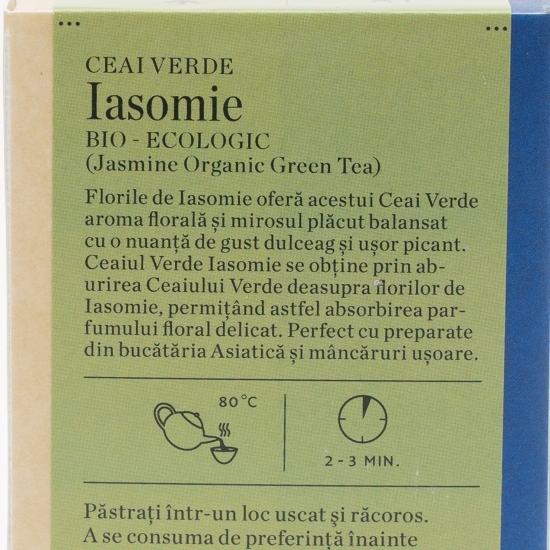 CEAI VERDE
Iasomie
BIO - ECOLOGIC
(Jasmine Organic Green Tea)
Florile de Iasomie oferă acestui Ceai Verde
aroma florală și mirosul plăcut balansat
cu o nuanță de gust dulceag și ușor picant.
Ceaiul Verde Iasomie se obține prin ab-
urirea Ceaiului Verde deasupra florilor de
Iasomie, permițând astfel absorbirea par-
fumului floral delicat. Perfect cu preparate
din bucătăria Asiatică și mâncăruri ușoare.
80°C
2 - 3 MIN.
Păstrați într-un loc uscat şi răcoros.
A se consuma de preferință înainte